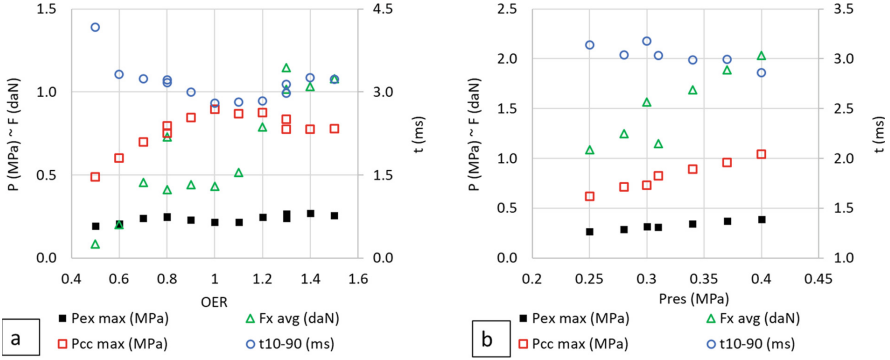 P (MPa) ~ F (daN)
1.5
1.0
0.5
0.0
4.5
3.0
1.5
0.0
t (ms)
0.4 0.6 0.8 1 1.2 1.4 1.6
OER
a
Pex max (MPa) Fx avg (daN)
Pcc max (MPa) t10-90 (ms)
P (MPa) ~ F (daN)
2.5
2.0
1.5
1.0
0.5
0.0
3.5
3.0
2.5
2.0
1.5
1.0
t (ms)
0.2 0.25 0.3 0.35 0.4 0.45
Pres (MPa)
b
Pex max (MPa) Fx avg (daN)
Pcc max (MPa) t10-90 (ms)